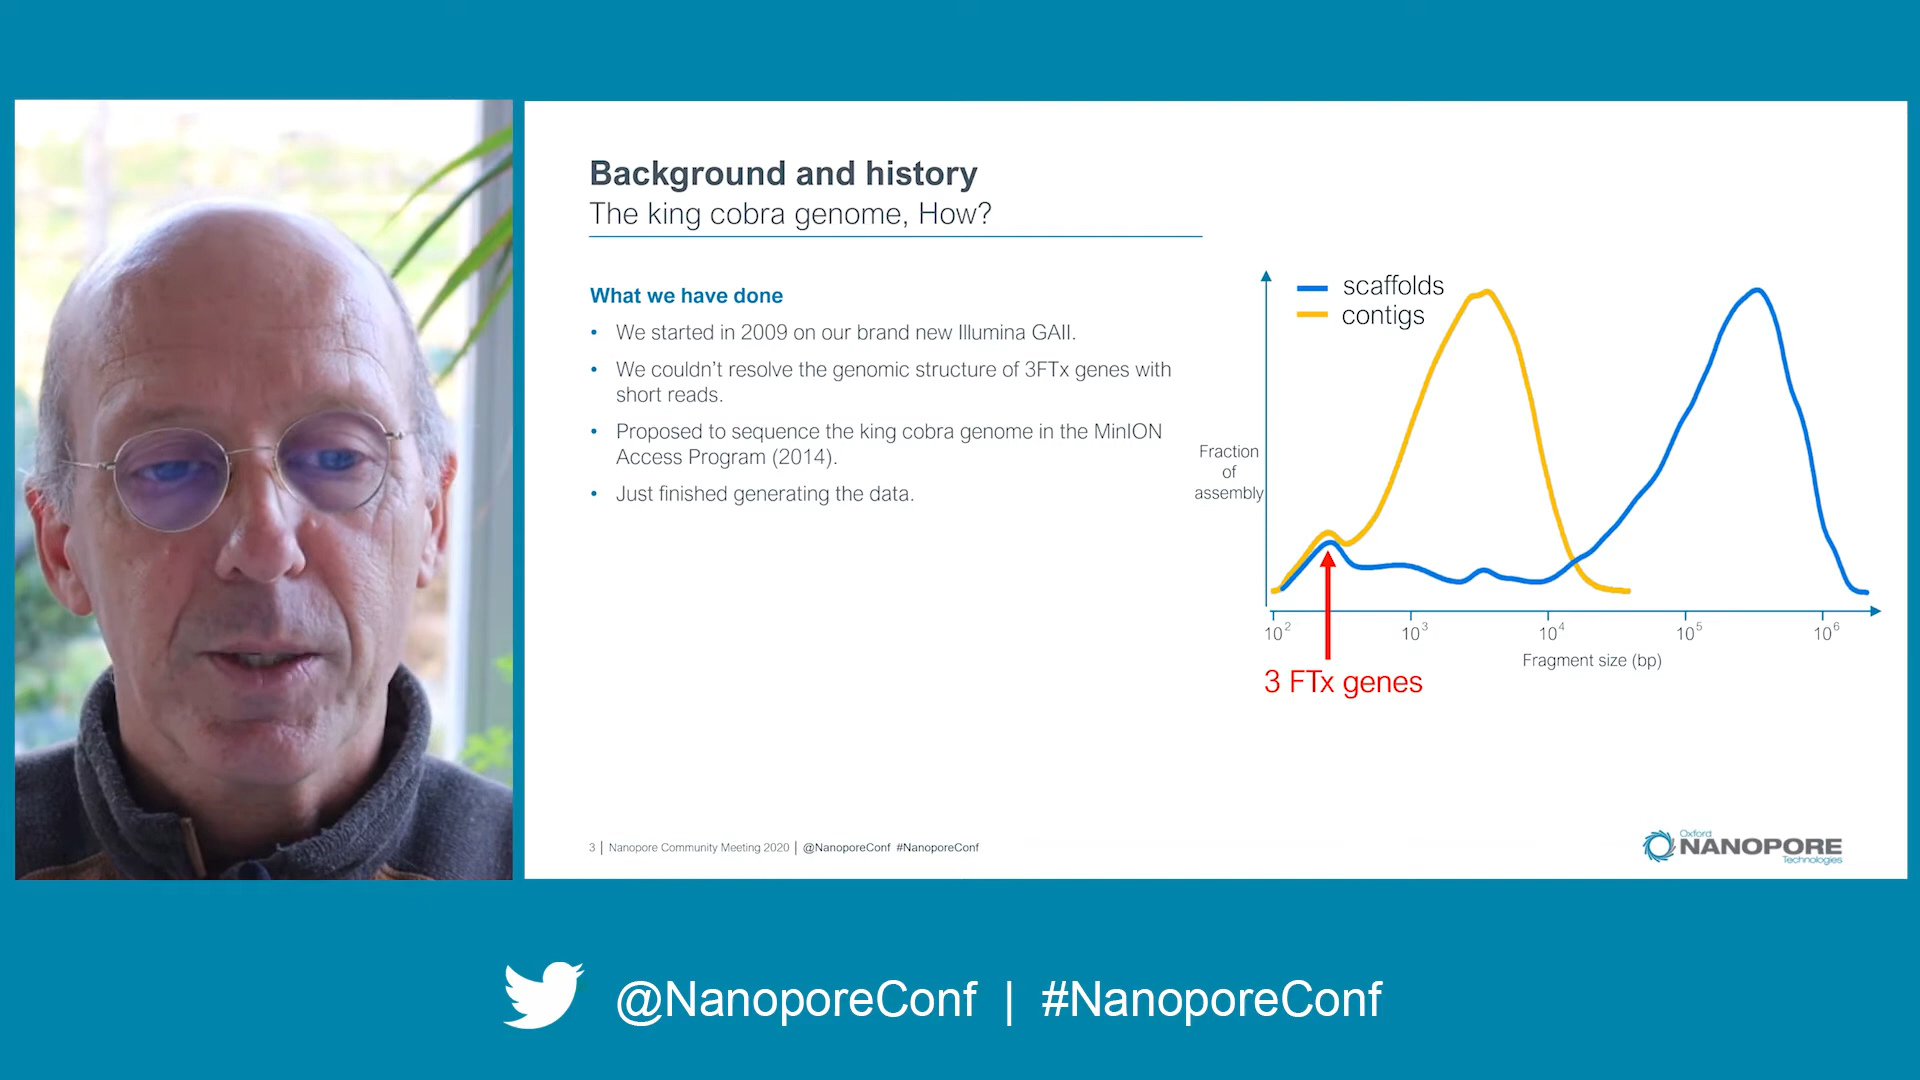 Background and history
The king cobra genome, How?
What we have done
• We started in 2009 on our brand new Illumina GAII.
• We couldn't resolve the genomic structure of 3FTx genes with
short reads.
• Proposed to sequence the king cobra genome in the MinION
Access Program (2014).
• Just finished generating the data.
scaffolds
contigs
Fraction
of
assembly
10² 10³ 10⁴ 10⁵ 10⁶
Fragment size (bp)
3 FTx genes
3 | Nanopore Community Meeting 2020 | @NanoporeConf #NanoporeConf
Oxford
NANOPORE
Technologies
@NanoporeConf | #NanoporeConf